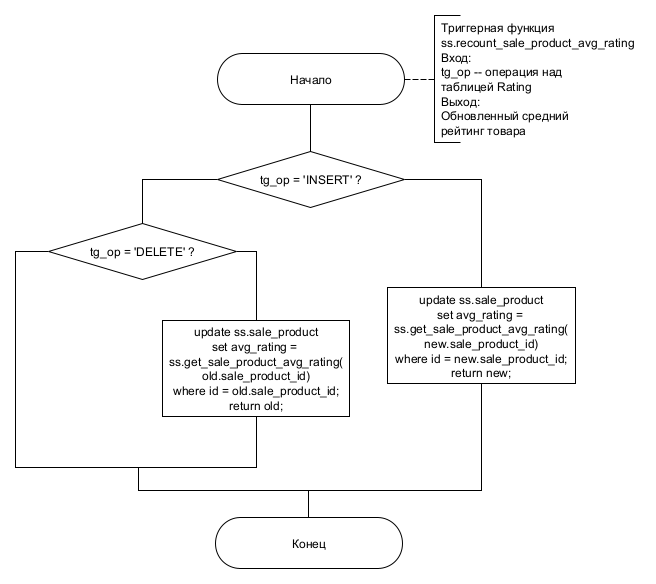 Триггерная функция
ss.recount_sale_product_avg_rating
Вход:
tg_op -- операция над
таблицей Rating
Выход:
Обновленный средний
рейтинг товара
Начало
tg_op = 'INSERT' ?
tg_op = 'DELETE' ?
update ss.sale_product
set avg_rating =
ss.get_sale_product_avg_rating(
new.sale_product_id)
where id = new.sale_product_id;
return new;
update ss.sale_product
set avg_rating =
ss.get_sale_product_avg_rating(
old.sale_product_id)
where id = old.sale_product_id;
return old;
Конец